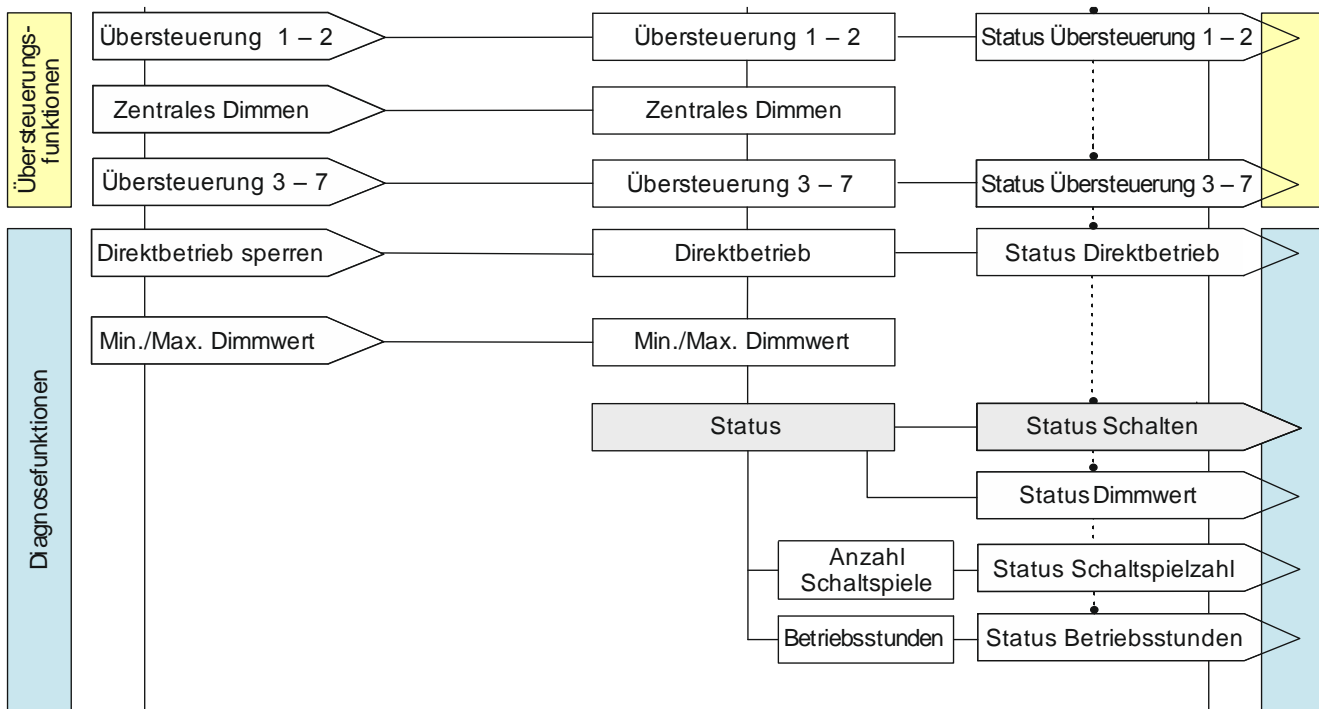 Übersteuerungs-
funktionen
Übersteuerung 1 – 2
Übersteuerung 1 – 2
Status Übersteuerung 1 – 2
Zentrales Dimmen
Zentrales Dimmen
Übersteuerung 3 – 7
Übersteuerung 3 – 7
Status Übersteuerung 3 – 7
Diagnosefunktionen
Direktbetrieb sperren
Direktbetrieb
Status Direktbetrieb
Min./Max. Dimmwert
Min./Max. Dimmwert
Status
Status Schalten
Status Dimmwert
Anzahl
Schaltspiele
Status Schaltspielzahl
Betriebsstunden
Status Betriebsstunden